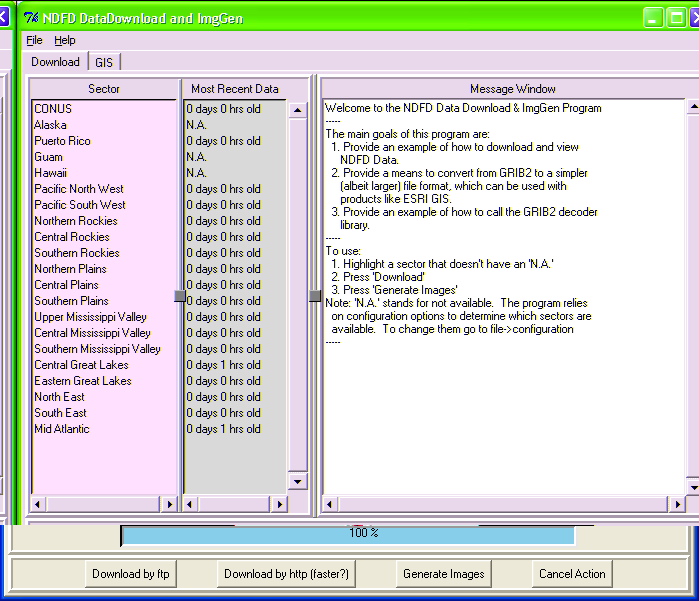 NDFD DataDownload and ImgGen
File Help
Download GIS
Sector
CONUS
Alaska
Puerto Rico
Guam
Hawaii
Pacific North West
Pacific South West
Northern Rockies
Central Rockies
Southern Rockies
Northern Plains
Central Plains
Southern Plains
Upper Mississippi Valley
Central Mississippi Valley
Southern Mississippi Valley
Central Great Lakes
Eastern Great Lakes
North East
South East
Mid Atlantic
Most Recent Data
0 days 0 hrs old
N.A.
0 days 0 hrs old
N.A.
N.A.
0 days 0 hrs old
0 days 0 hrs old
0 days 0 hrs old
0 days 0 hrs old
0 days 0 hrs old
0 days 0 hrs old
0 days 0 hrs old
0 days 0 hrs old
0 days 0 hrs old
0 days 0 hrs old
0 days 0 hrs old
0 days 1 hrs old
0 days 0 hrs old
0 days 0 hrs old
0 days 0 hrs old
0 days 1 hrs old
Message Window
Welcome to the NDFD Data Download & ImgGen Program
-----
The main goals of this program are:
1. Provide an example of how to download and view
NDFD Data.
2. Provide a means to convert from GRIB2 to a simpler
(albeit larger) file format, which can be used with
products like ESRI GIS.
3. Provide an example of how to call the GRIB2 decoder
library.
-----
To use:
1. Highlight a sector that doesn't have an 'N.A.'
2. Press 'Download'
3. Press 'Generate Images'
Note: 'N.A.' stands for not available. The program relies
on configuration options to determine which sectors are
available. To change them go to file->configuration
-----
100 %
Download by ftp
Download by http (faster?)
Generate Images
Cancel Action